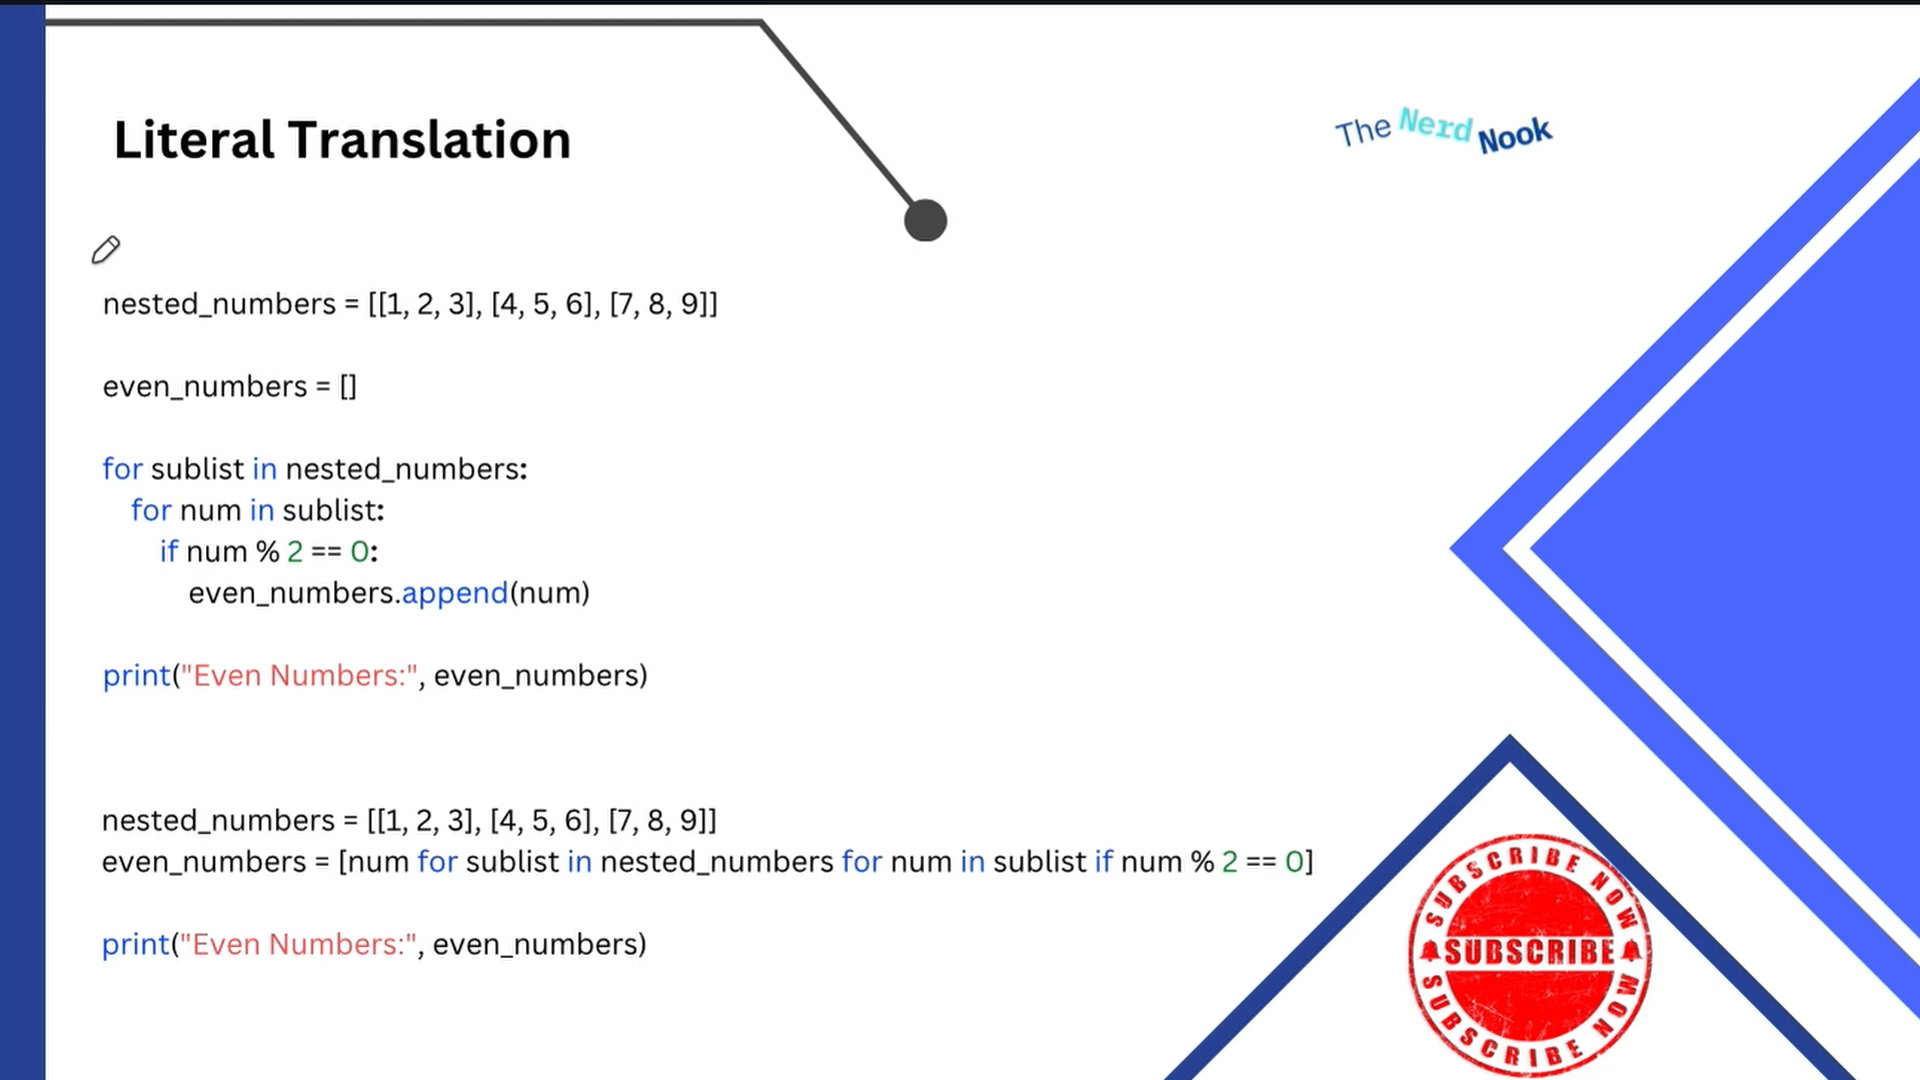 Literal Translation
The Nerd Nook
nested_numbers = [[1, 2, 3], [4, 5, 6], [7, 8, 9]]
even_numbers = []
for sublist in nested_numbers:
    for num in sublist:
        if num % 2 == 0:
            even_numbers.append(num)
print("Even Numbers:", even_numbers)
nested_numbers = [[1, 2, 3], [4, 5, 6], [7, 8, 9]]
even_numbers = [num for sublist in nested_numbers for num in sublist if num % 2 == 0]
print("Even Numbers:", even_numbers)
SUBSCRIBE NOW
SUBSCRIBE
SUBSCRIBE NOW